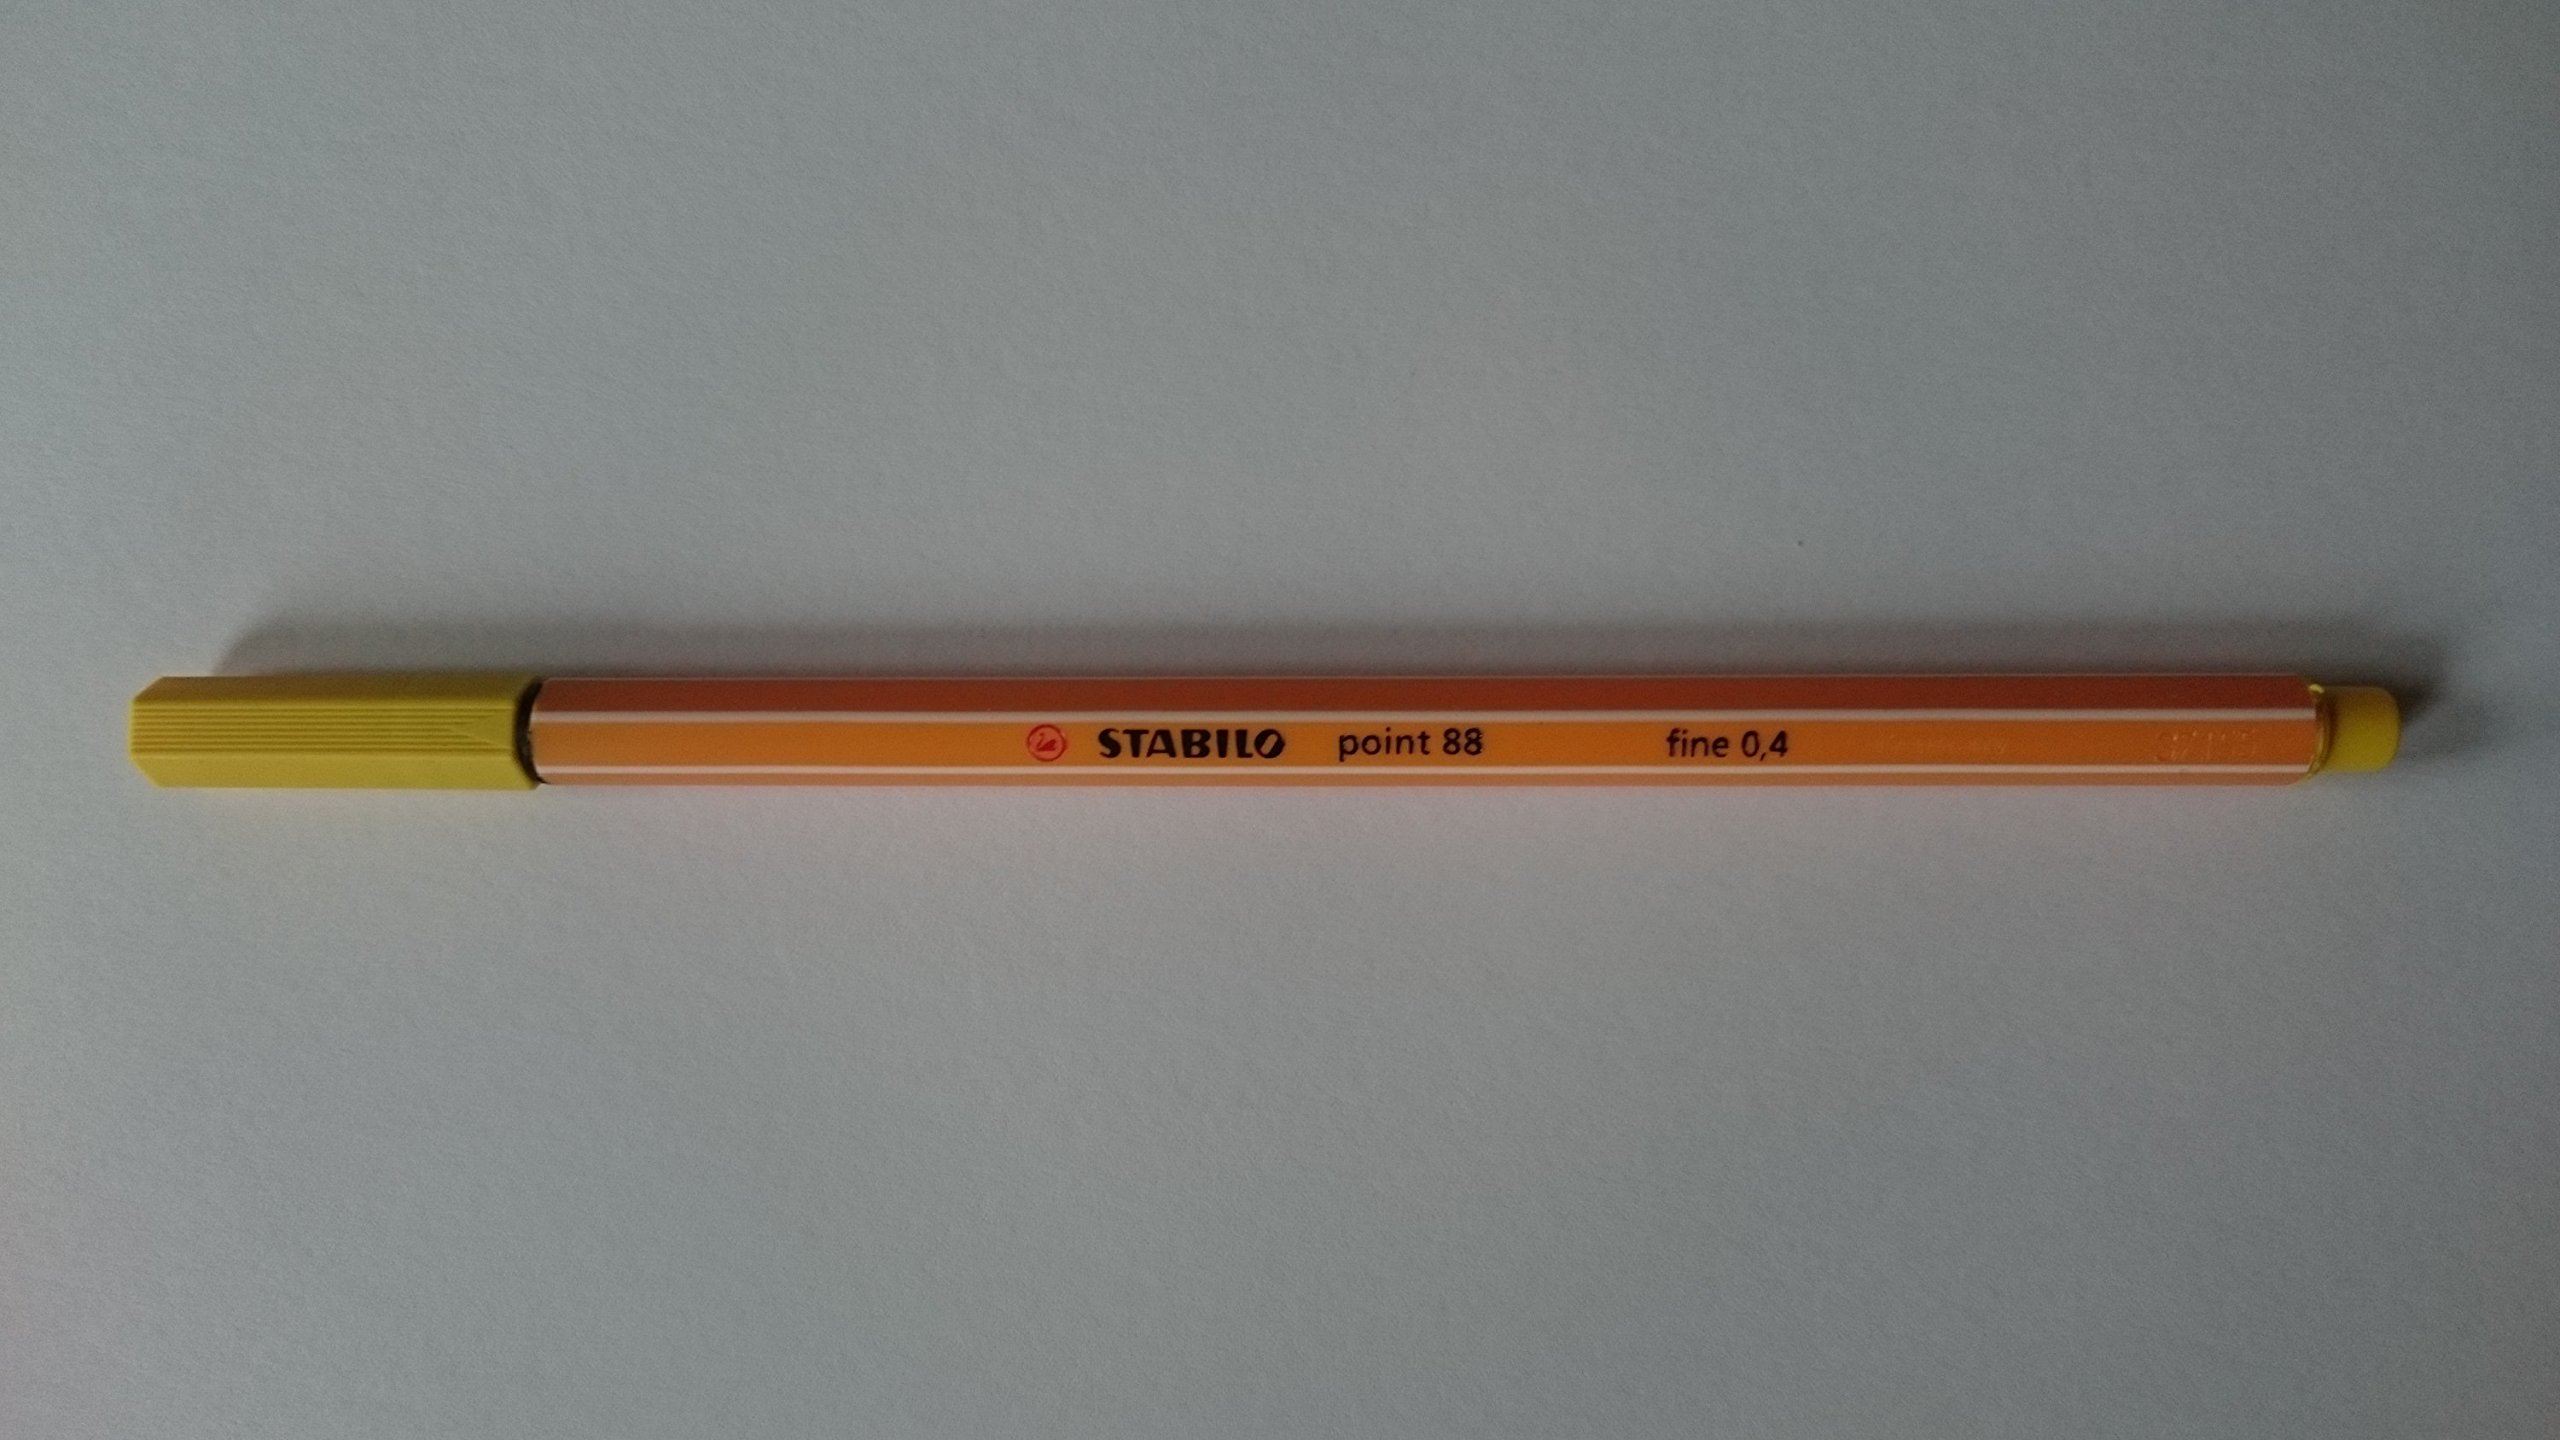 STABILO point 88 fine 0,4